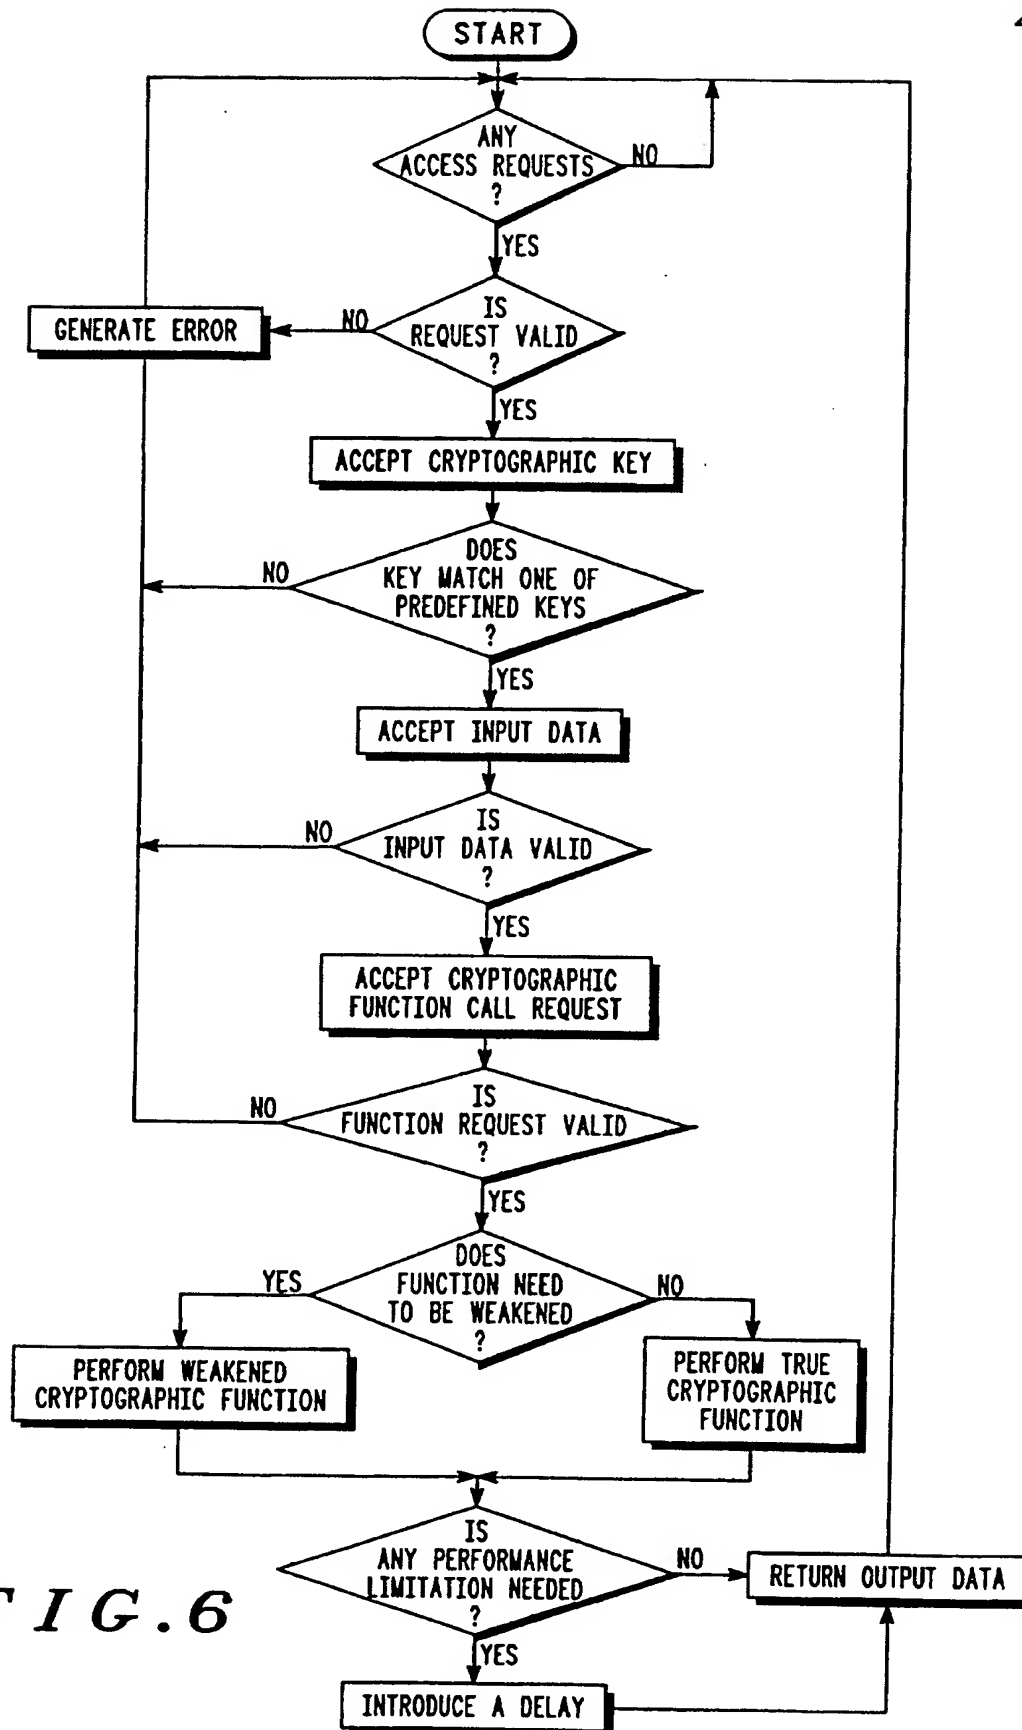 START
ANY
ACCESS REQUESTS
?
NO
YES
IS
REQUEST VALID
?
NO
GENERATE ERROR
YES
ACCEPT CRYPTOGRAPHIC KEY
DOES
KEY MATCH ONE OF
PREDEFINED KEYS
?
NO
YES
ACCEPT INPUT DATA
IS
INPUT DATA VALID
?
NO
YES
ACCEPT CRYPTOGRAPHIC
FUNCTION CALL REQUEST
IS
FUNCTION REQUEST VALID
?
NO
YES
DOES
FUNCTION NEED
TO BE WEAKENED
?
YES
NO
PERFORM WEAKENED
CRYPTOGRAPHIC FUNCTION
PERFORM TRUE
CRYPTOGRAPHIC
FUNCTION
IS
ANY PERFORMANCE
LIMITATION NEEDED
?
NO
RETURN OUTPUT DATA
YES
INTRODUCE A DELAY
FIG.6